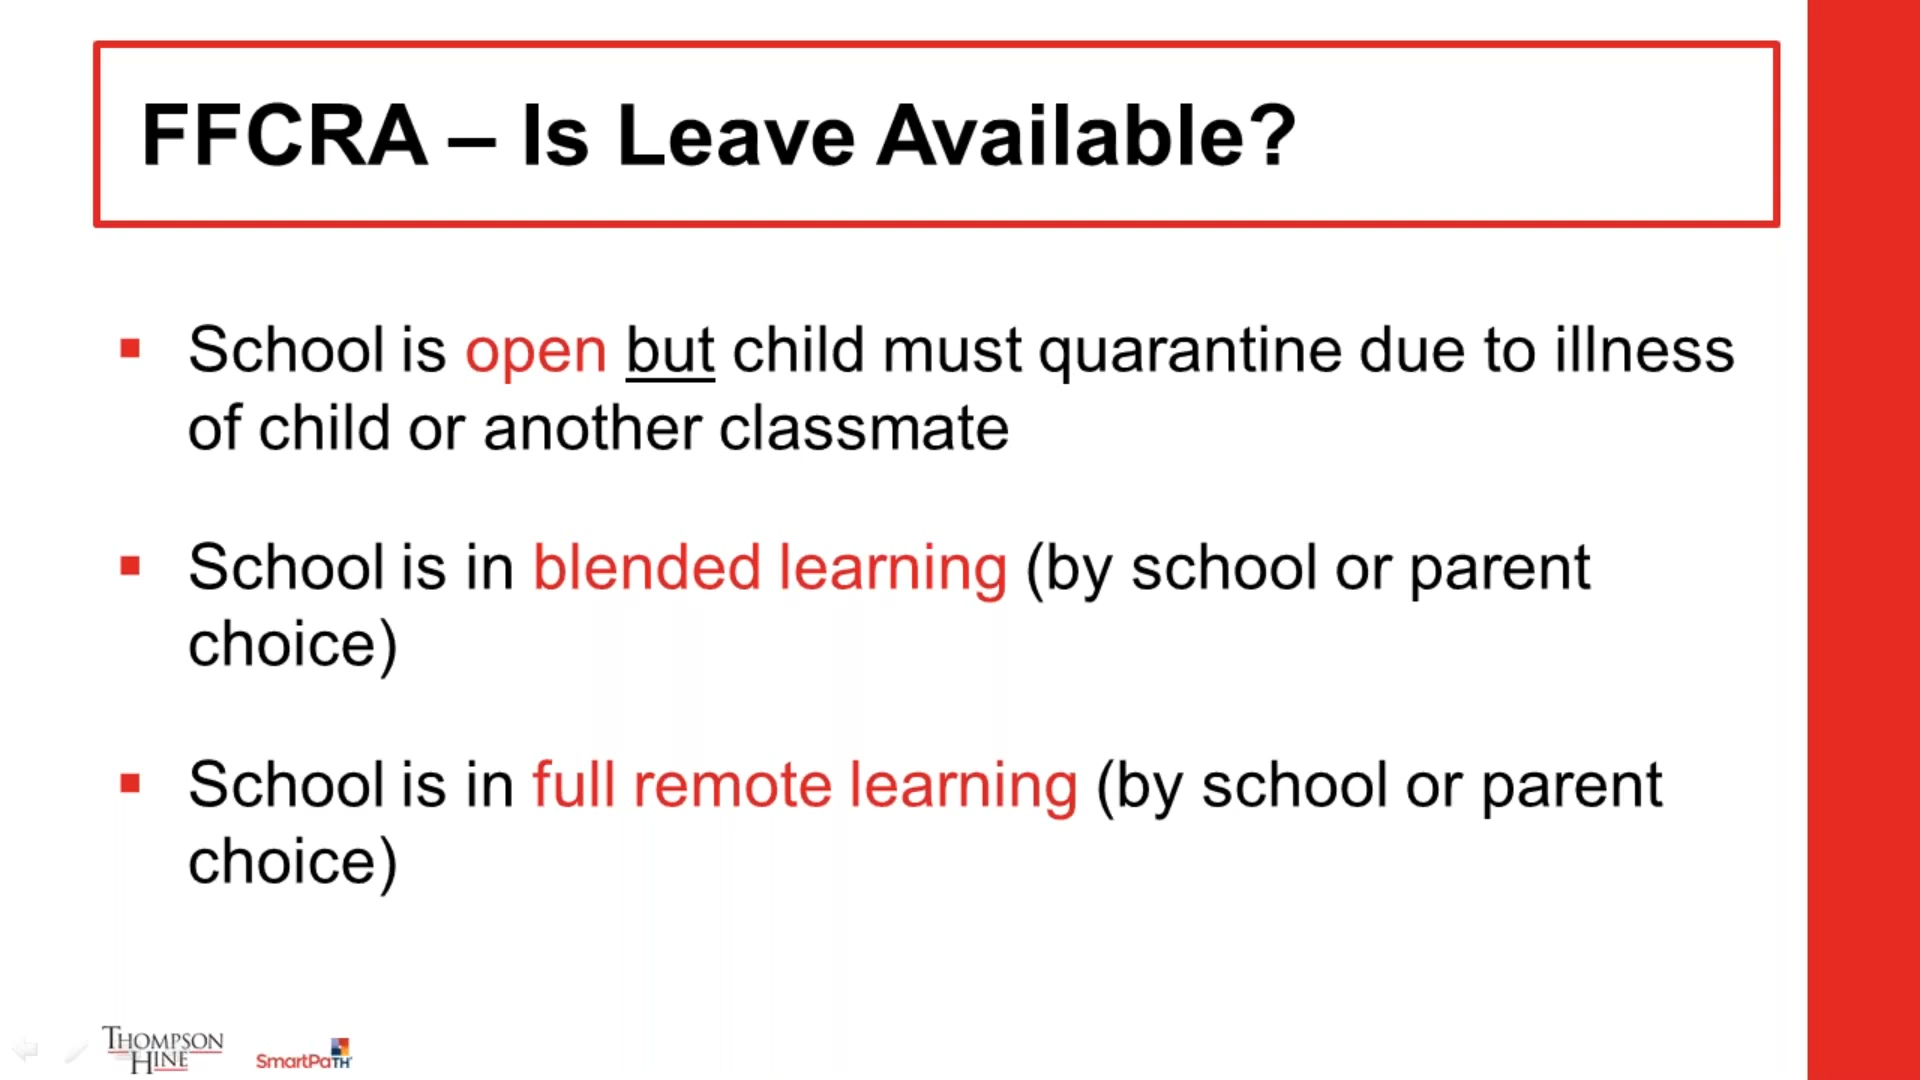 FFCRA – Is Leave Available?
▪ School is open but child must quarantine due to illness
of child or another classmate
▪ School is in blended learning (by school or parent
choice)
▪ School is in full remote learning (by school or parent
choice)
THOMPSON
HINE
SmartPaTH